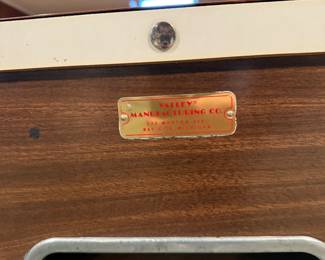 VALLEY
MANUFACTURING CO.
BAY CITY, MICHIGAN